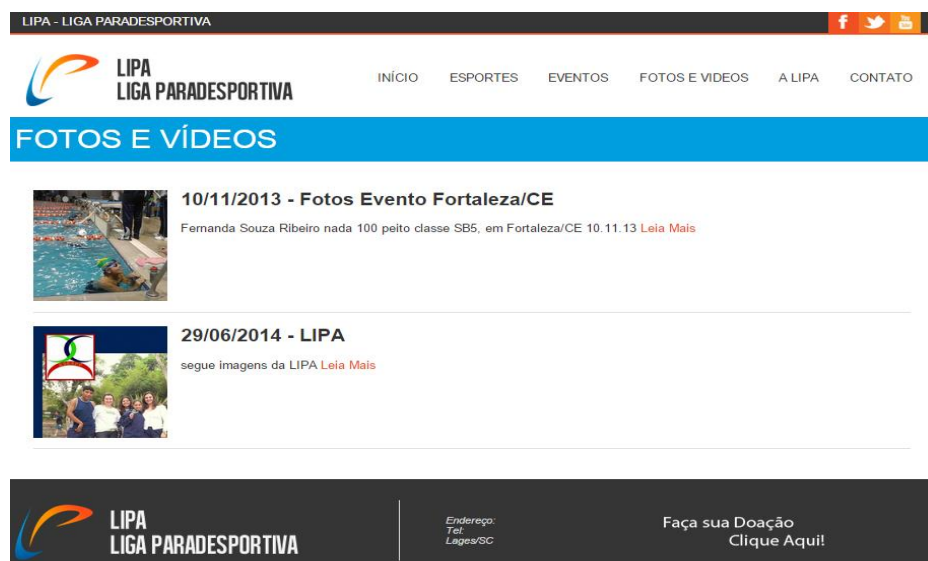 LIPA - LIGA PARADESPORTIVA
LIPA
LIGA PARADESPORTIVA
INÍCIO ESPORTES EVENTOS FOTOS E VIDEOS A LIPA CONTATO
FOTOS E VÍDEOS
10/11/2013 - Fotos Evento Fortaleza/CE
Fernanda Souza Ribeiro nada 100 peito classe SB5, em Fortaleza/CE 10.11.13 Leia Mais
29/06/2014 - LIPA
segue imagens da LIPA Leia Mais
LIPA
LIGA PARADESPORTIVA
Endereço:
Tel:
Lages/SC
Faça sua Doação
Clique Aqui!